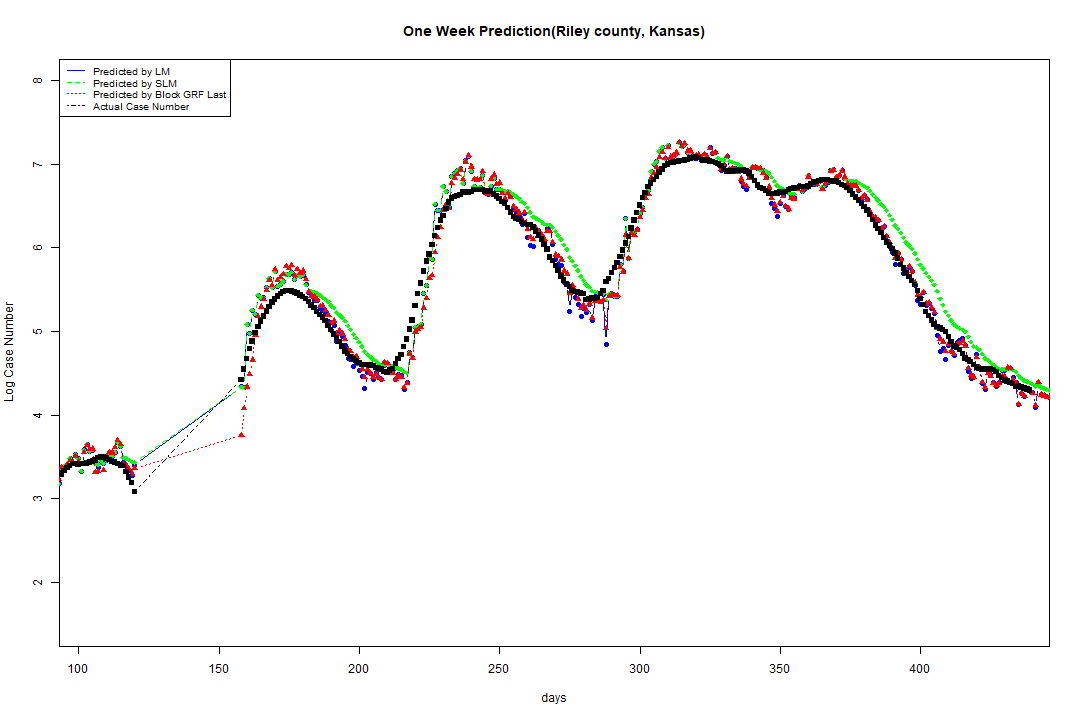 One Week Prediction(Riley county, Kansas)
Predicted by LM
Predicted by SLM
Predicted by Block GRF Last
Actual Case Number
8
7
6
5
4
3
2
Log Case Number
100 150 200 250 300 350 400
days